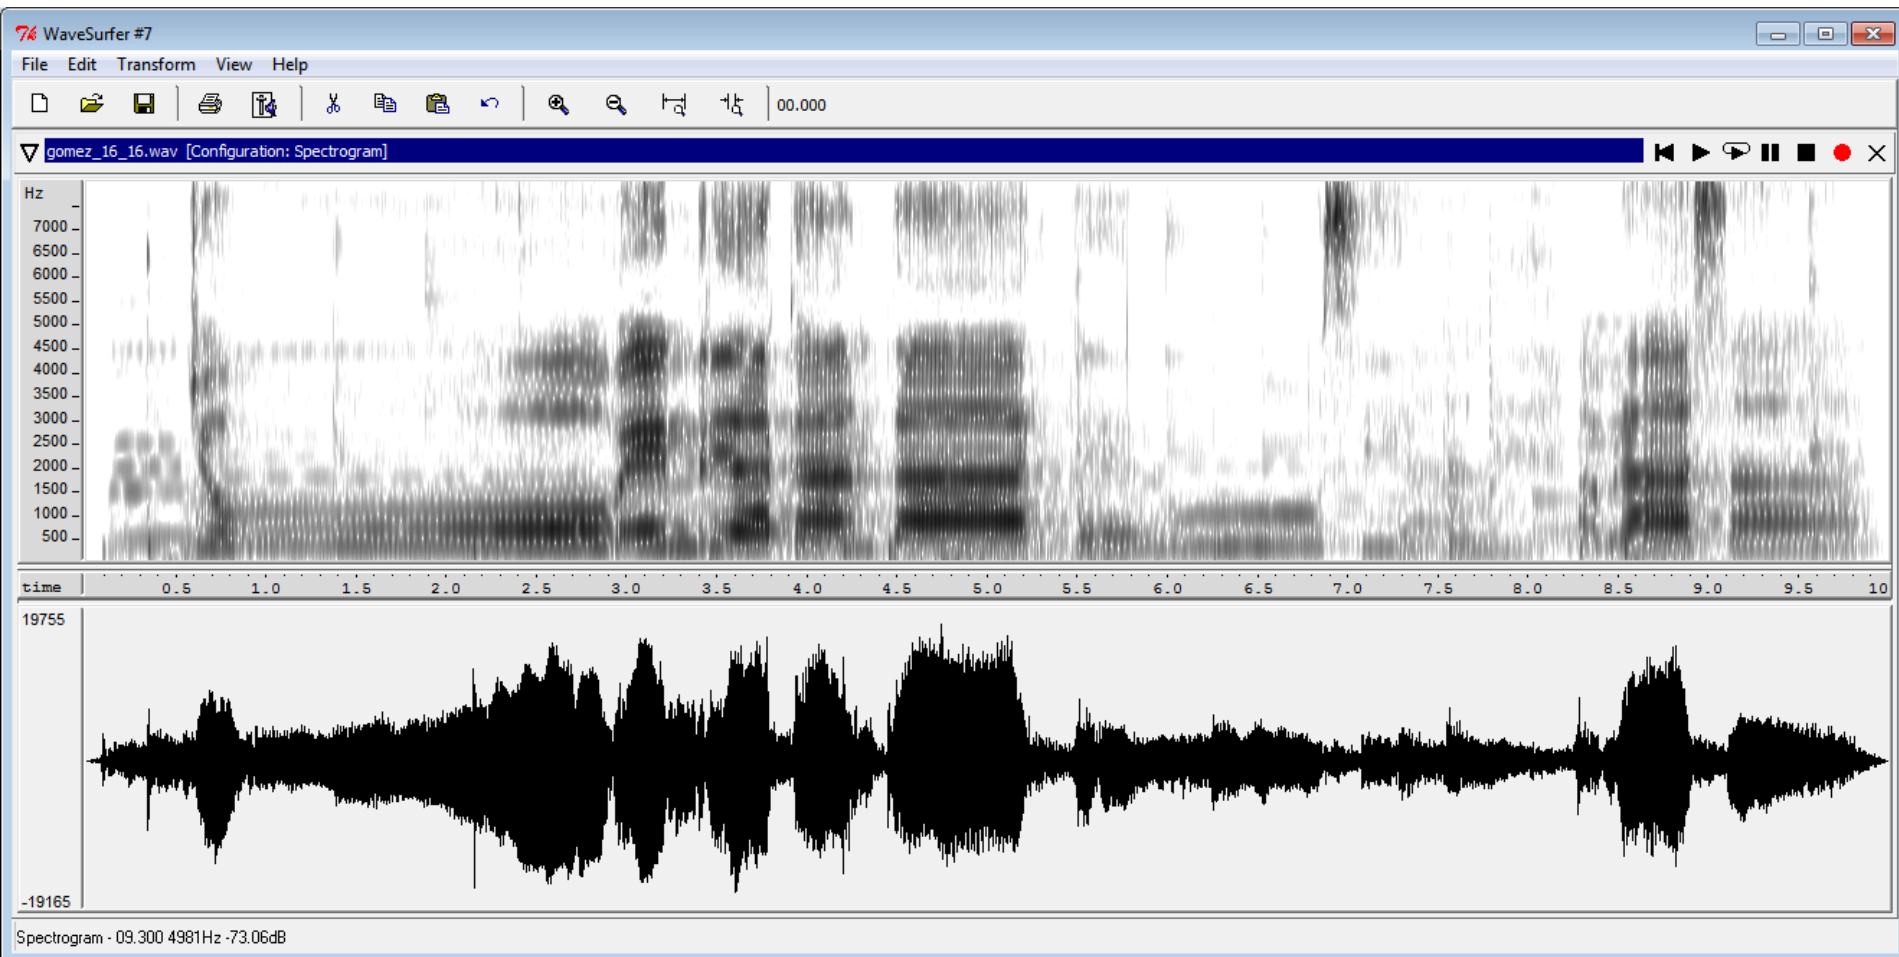 WaveSurfer #7
File Edit Transform View Help
00.000
gomez_16_16.wav [Configuration: Spectrogram]
Hz
7000
6500
6000
5500
5000
4500
4000
3500
3000
2500
2000
1500
1000
500
time 0.5 1.0 1.5 2.0 2.5 3.0 3.5 4.0 4.5 5.0 5.5 6.0 6.5 7.0 7.5 8.0 8.5 9.0 9.5 10
19755
-19165
Spectrogram - 09.300 4981Hz -73.06dB